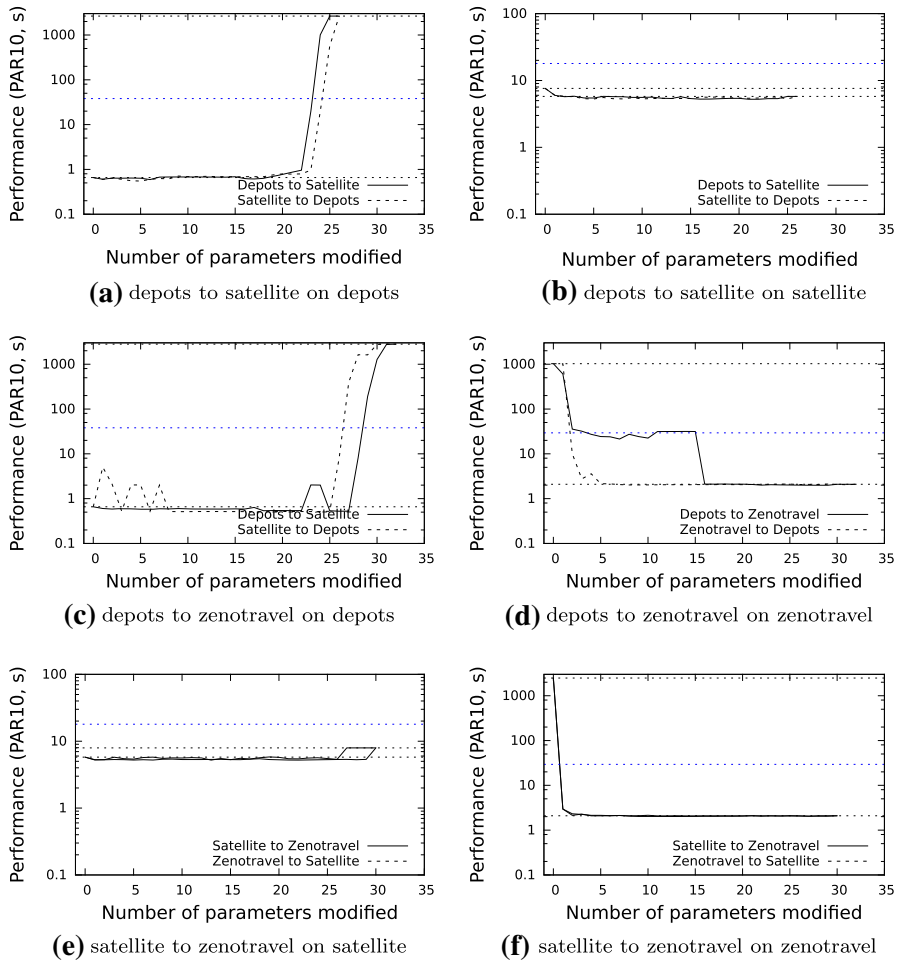 Performance (PAR10, s)
1000
100
10
1
0.1
Depots to Satellite
Satellite to Depots
0 5 10 15 20 25 30 35
Number of parameters modified
(a) depots to satellite on depots
Performance (PAR10, s)
100
10
1
0.1
Depots to Satellite
Satellite to Depots
0 5 10 15 20 25 30 35
Number of parameters modified
(b) depots to satellite on satellite
Performance (PAR10, s)
1000
100
10
1
0.1
Depots to Satellite
Satellite to Depots
0 5 10 15 20 25 30 35
Number of parameters modified
(c) depots to zenotravel on depots
Performance (PAR10, s)
1000
100
10
1
0.1
Depots to Zenotravel
Zenotravel to Depots
0 5 10 15 20 25 30 35
Number of parameters modified
(d) depots to zenotravel on zenotravel
Performance (PAR10, s)
100
10
1
0.1
Satellite to Zenotravel
Zenotravel to Satellite
0 5 10 15 20 25 30 35
Number of parameters modified
(e) satellite to zenotravel on satellite
Performance (PAR10, s)
1000
100
10
1
0.1
Satellite to Zenotravel
Zenotravel to Satellite
0 5 10 15 20 25 30 35
Number of parameters modified
(f) satellite to zenotravel on zenotravel